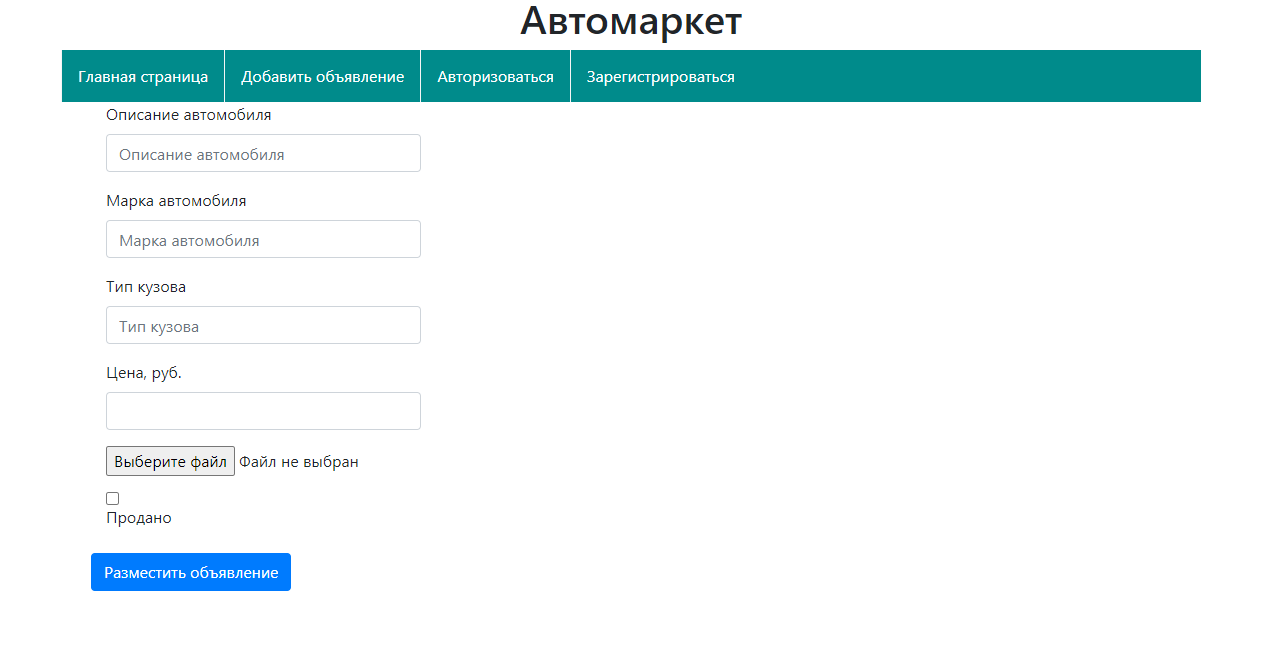 Автомаркет
Главная страница Добавить объявление Авторизоваться Зарегистрироваться
Описание автомобиля
Описание автомобиля
Марка автомобиля
Марка автомобиля
Тип кузова
Тип кузова
Цена, руб.
Выберите файл Файл не выбран
Продано
Разместить объявление